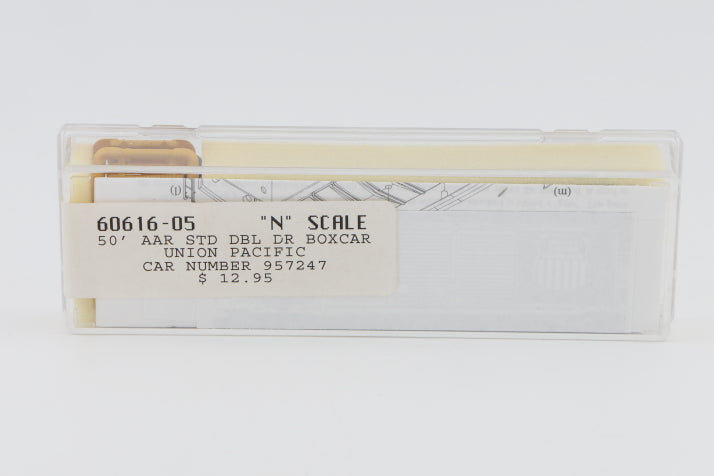 (l)
(m)
60616-05 "N" SCALE
50' AAR STD DBL DR BOXCAR
UNION PACIFIC
CAR NUMBER 957247
$ 12.95